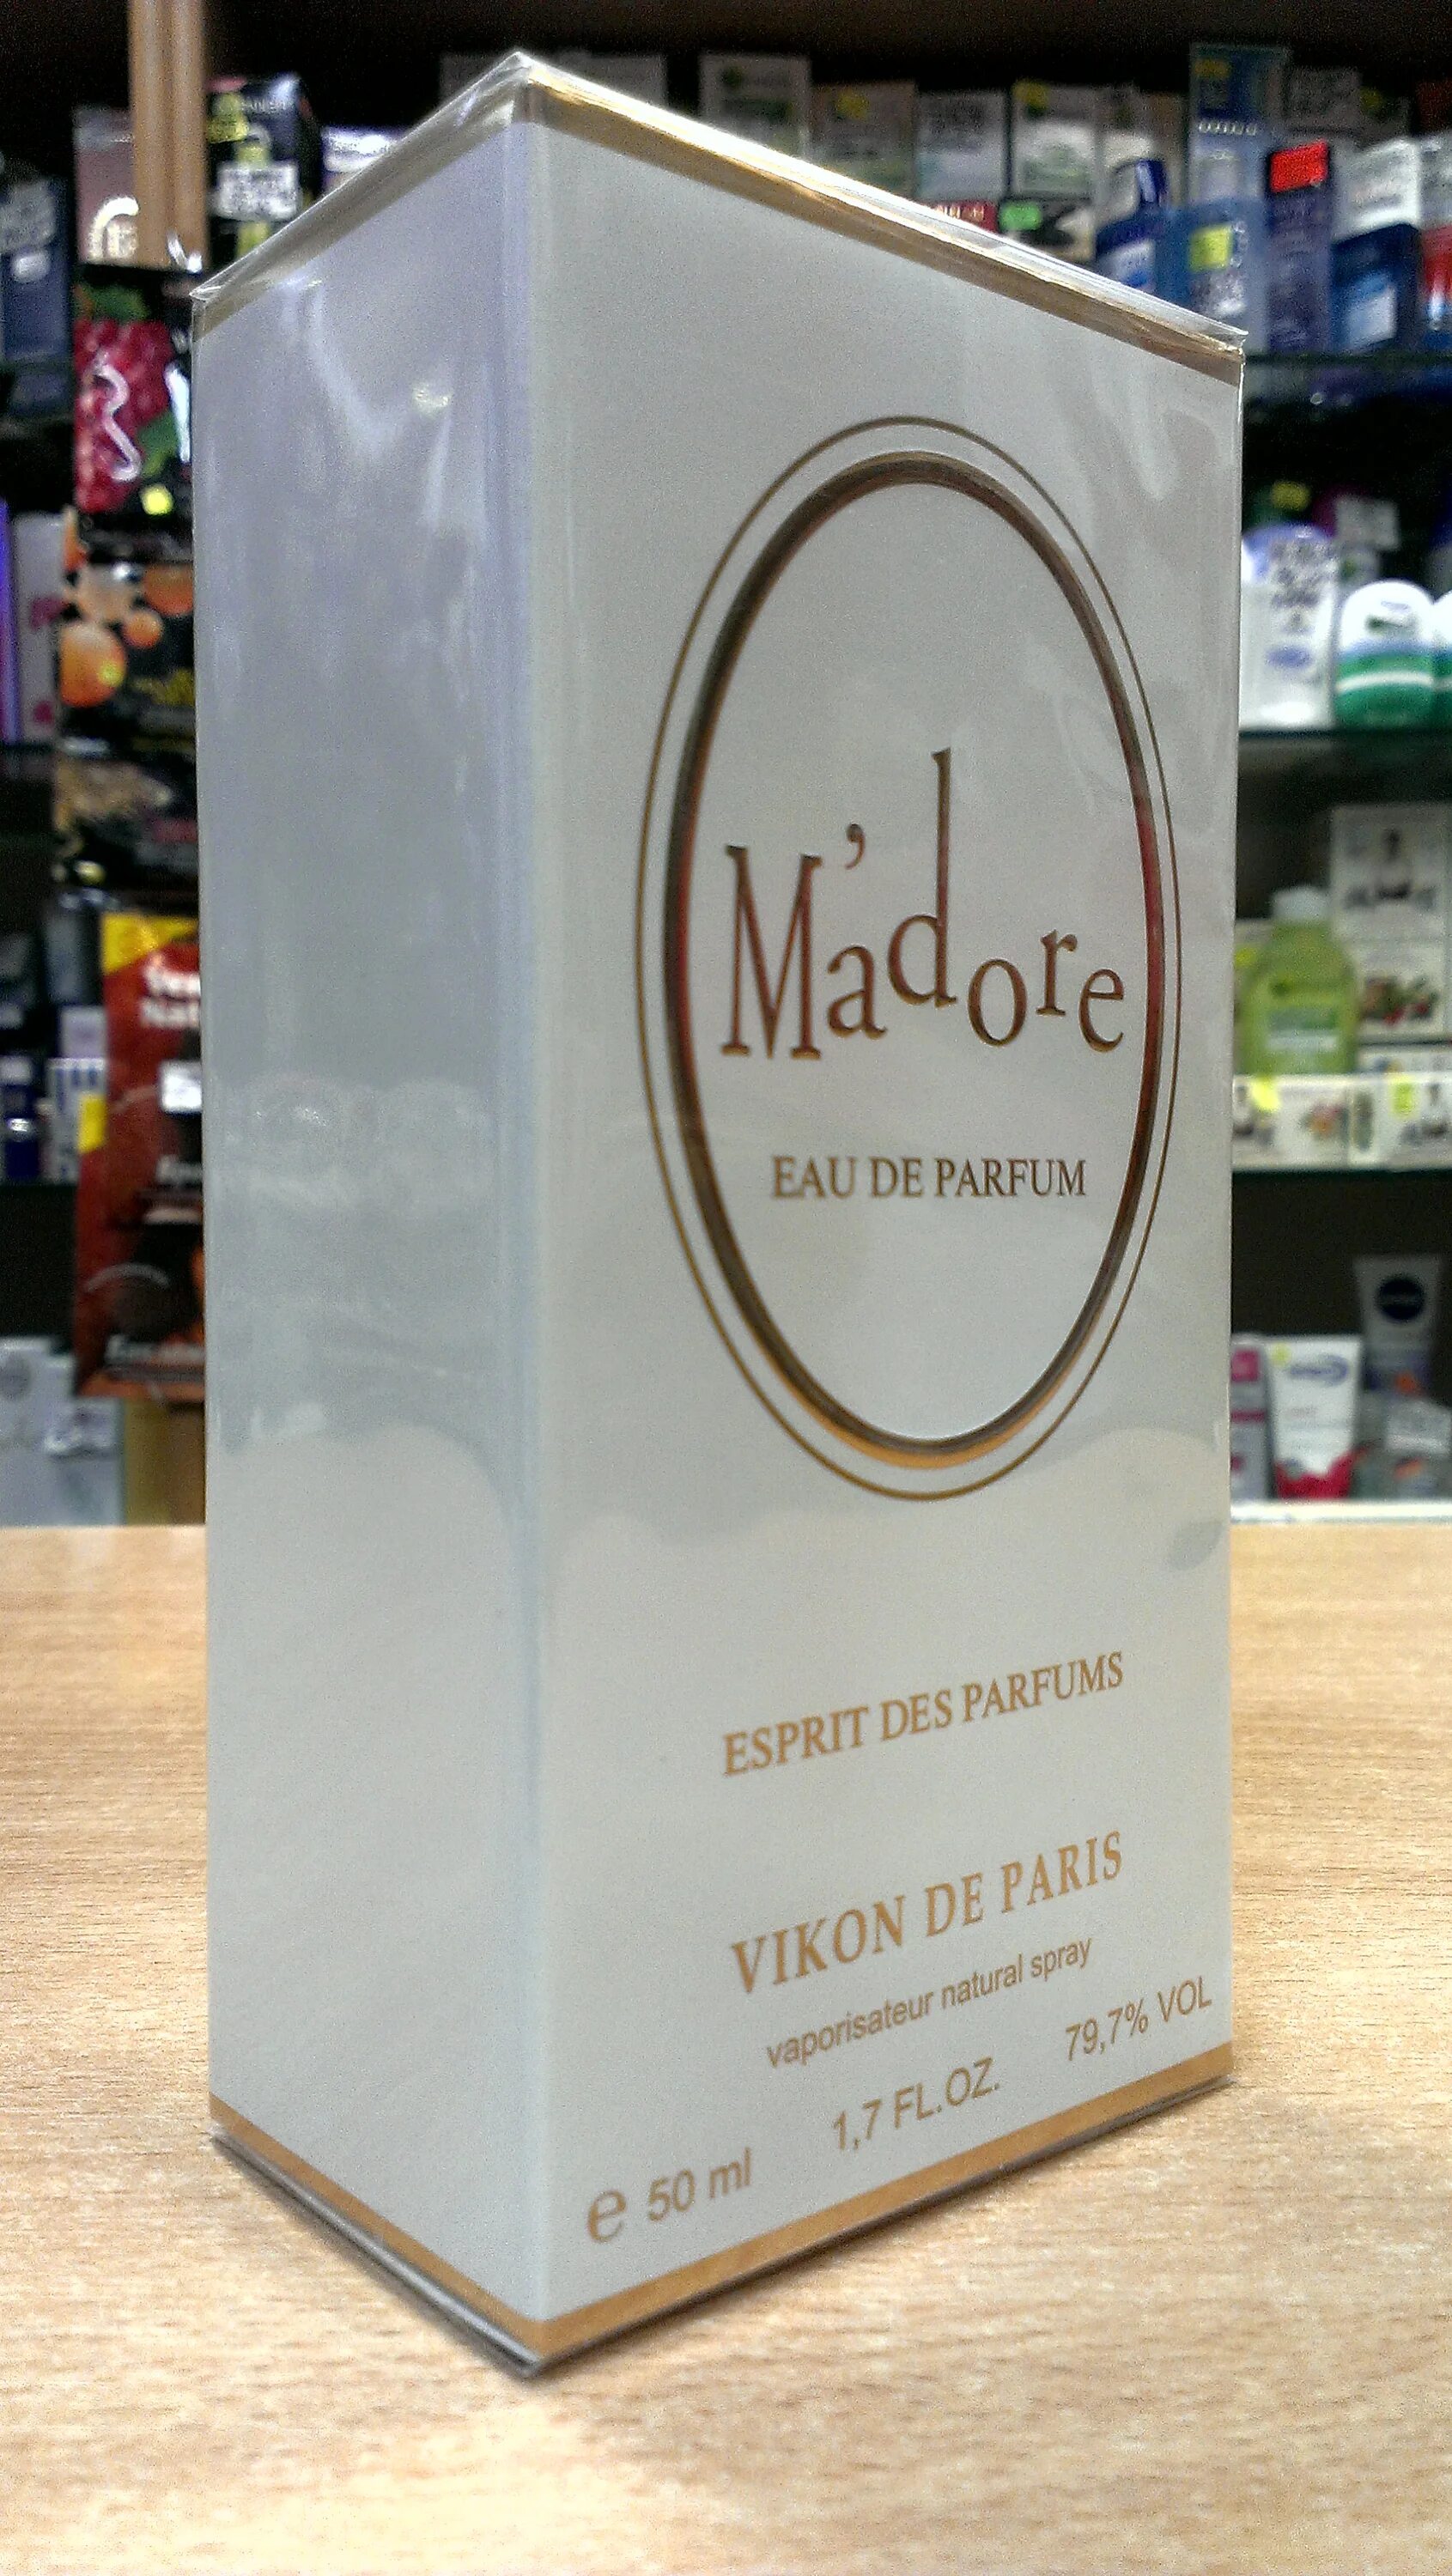 M'adore
EAU DE PARFUM
ESPRIT DES PARFUMS
VIKON DE PARIS
vaporisateur natural spray
℮ 50 ml 1,7 FL.OZ. 79,7% VOL